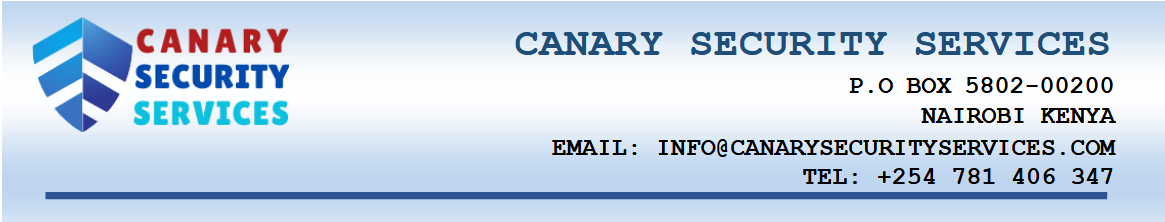 CANARY
SECURITY
SERVICES
CANARY SECURITY SERVICES
P.O BOX 5802-00200
NAIROBI KENYA
EMAIL: INFO@CANARYSECURITYSERVICES.COM
TEL: +254 781 406 347